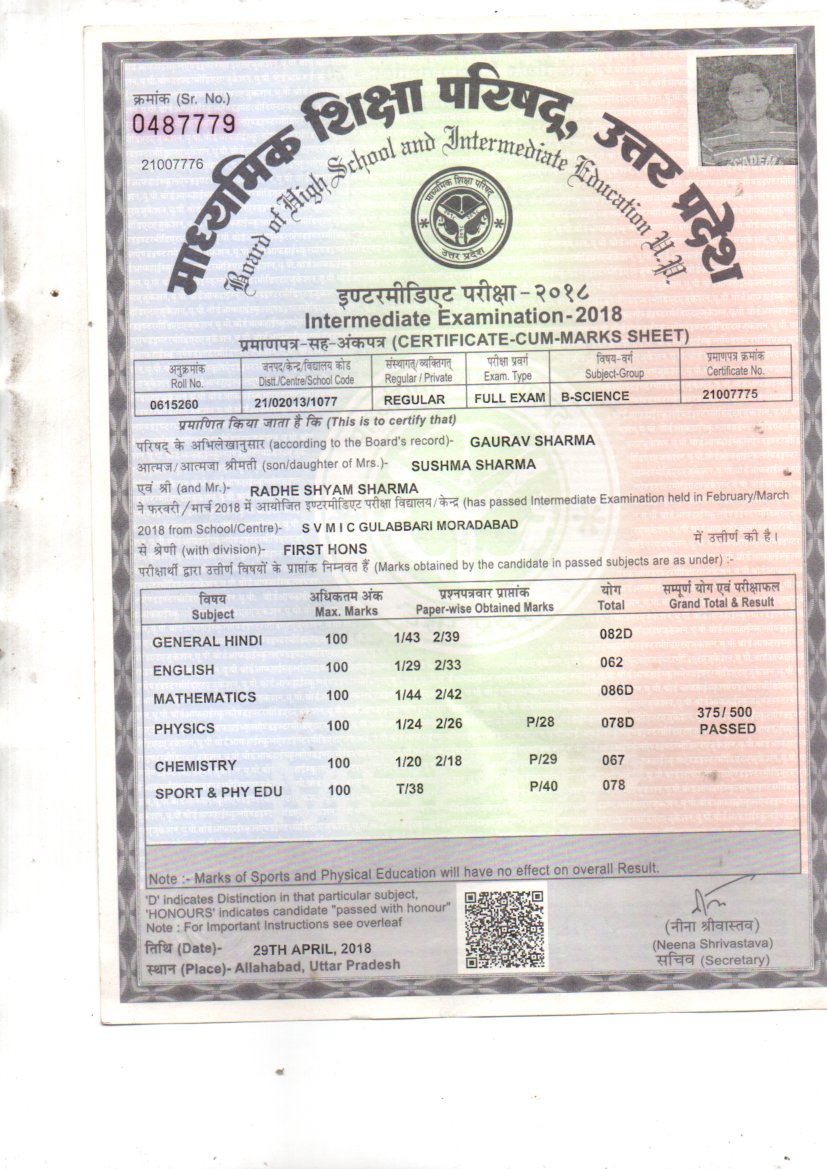 क्रमांक (Sr. No.)
0487779
21007776
माध्यमिक शिक्षा परिषद्, उत्तर प्रदेश
Board of High School and Intermediate Education U.P.
माध्यमिक शिक्षा परिषद्
उत्तर प्रदेश
इण्टरमीडिएट परीक्षा-२०१८
Intermediate Examination-2018
प्रमाणपत्र-सह-अंकपत्र (CERTIFICATE-CUM-MARKS SHEET)
अनुक्रमांक जनपद/केन्द्र/विद्यालय कोड संस्थागत/व्यक्तिगत् परीक्षा प्रवर्ग विषय-वर्ग प्रमाणपत्र क्रमांक
Roll No. Distt./Centre/School Code Regular / Private Exam. Type Subject-Group Certificate No.
0615260 21/02013/1077 REGULAR FULL EXAM B-SCIENCE 21007775
प्रमाणित किया जाता है कि (This is to certify that)
परिषद् के अभिलेखानुसार (according to the Board's record)- GAURAV SHARMA
आत्मज/आत्मजा श्रीमती (son/daughter of Mrs.)- SUSHMA SHARMA
एवं श्री (and Mr.)- RADHE SHYAM SHARMA
ने फरवरी/मार्च 2018 में आयोजित इण्टरमीडिएट परीक्षा विद्यालय/केन्द्र (has passed Intermediate Examination held in February/March
2018 from School/Centre)- S V M I C GULABBARI MORADABAD में उत्तीर्ण की है।
से श्रेणी (with division)- FIRST HONS
परीक्षार्थी द्वारा उत्तीर्ण विषयों के प्राप्तांक निम्नवत हैं (Marks obtained by the candidate in passed subjects are as under) :-
विषय अधिकतम अंक प्रश्नपत्रवार प्राप्तांक योग सम्पूर्ण योग एवं परीक्षाफल
Subject Max. Marks Paper-wise Obtained Marks Total Grand Total & Result
GENERAL HINDI 100 1/43 2/39 082D
ENGLISH 100 1/29 2/33 062
MATHEMATICS 100 1/44 2/42 086D
PHYSICS 100 1/24 2/26 P/28 078D 375/500
PASSED
CHEMISTRY 100 1/20 2/18 P/29 067
SPORT & PHY EDU 100 T/38 P/40 078
Note :- Marks of Sports and Physical Education will have no effect on overall Result.
'D' indicates Distinction in that particular subject,
'HONOURS' indicates candidate "passed with honour"
Note : For Important Instructions see overleaf
तिथि (Date)- 29TH APRIL, 2018
स्थान (Place)- Allahabad, Uttar Pradesh
(नीना श्रीवास्तव)
(Neena Shrivastava)
सचिव (Secretary)